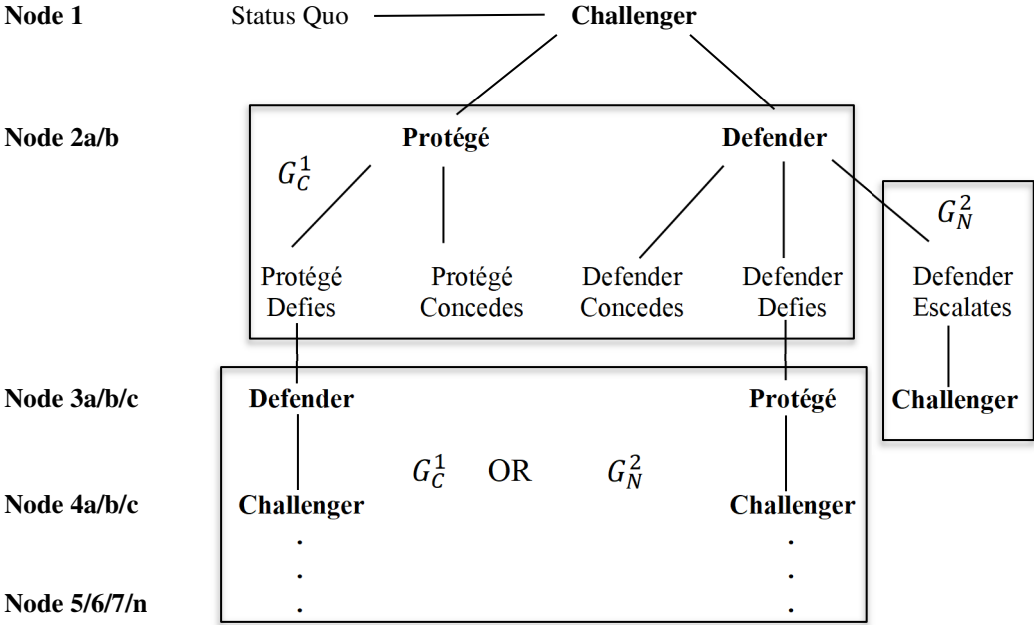 Node 1 Status Quo Challenger
Node 2a/b Protégé Defender
G_C^1
G_N^2
Protégé Protégé Defender Defender Defender
Defies Concedes Concedes Defies Escalates
Node 3a/b/c Defender Protégé Challenger
G_C^1 OR G_N^2
Node 4a/b/c Challenger Challenger
. .
. .
Node 5/6/7/n . .